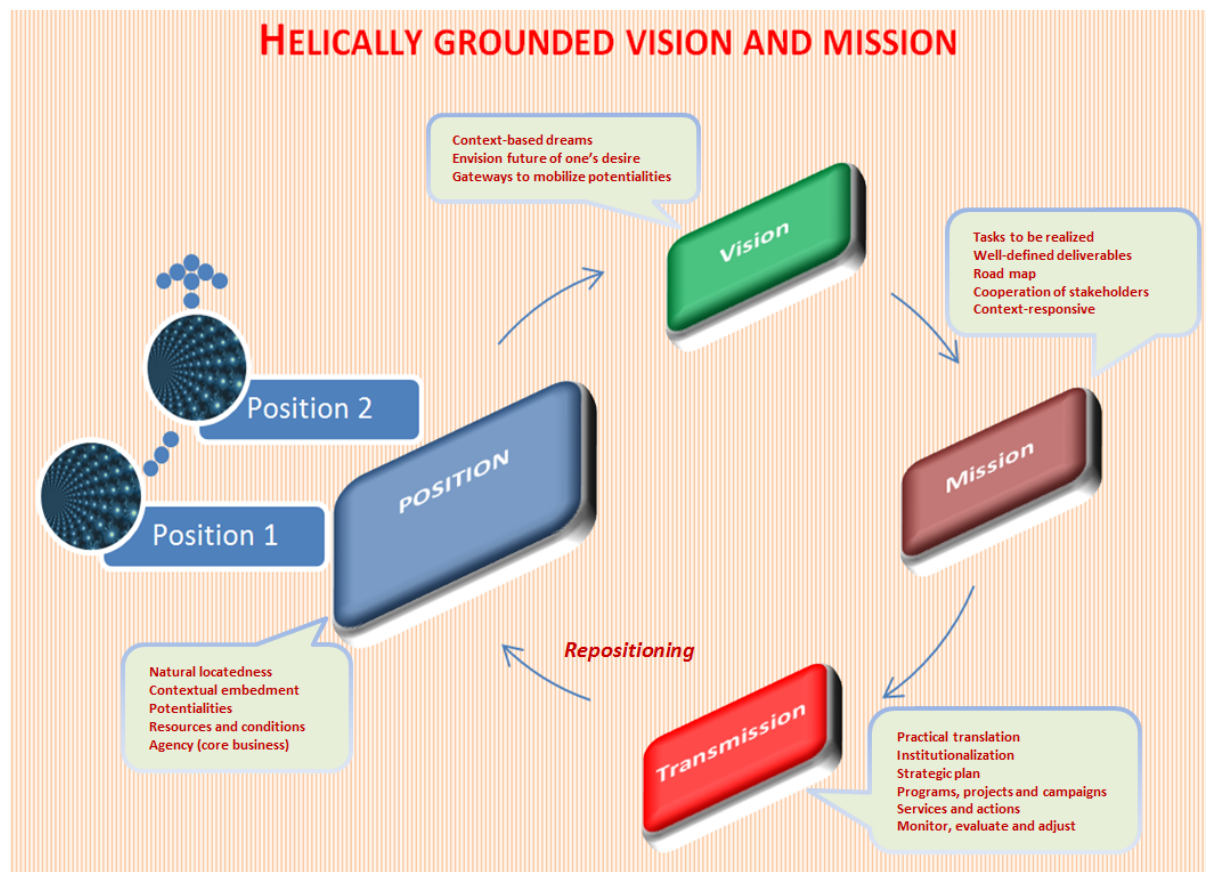 HELICALLY GROUNDED VISION AND MISSION
Context-based dreams
Envision future of one's desire
Gateways to mobilize potentialities
Vision
Tasks to be realized
Well-defined deliverables
Road map
Cooperation of stakeholders
Context-responsive
Mission
Position 2
Position 1
POSITION
Natural locatedness
Contextual embedment
Potentialities
Resources and conditions
Agency (core business)
Repositioning
Transmission
Practical translation
Institutionalization
Strategic plan
Programs, projects and campaigns
Services and actions
Monitor, evaluate and adjust